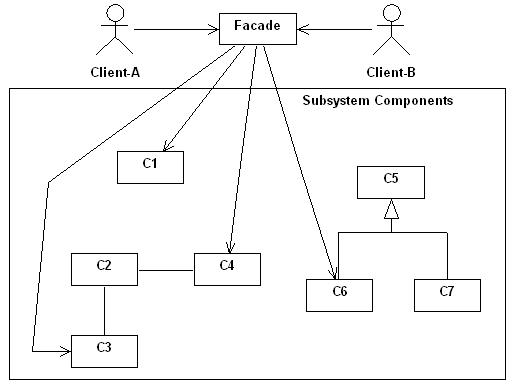 Facade
Client-A
Client-B
Subsystem Components
C1
C5
C2
C4
C6
C7
C3